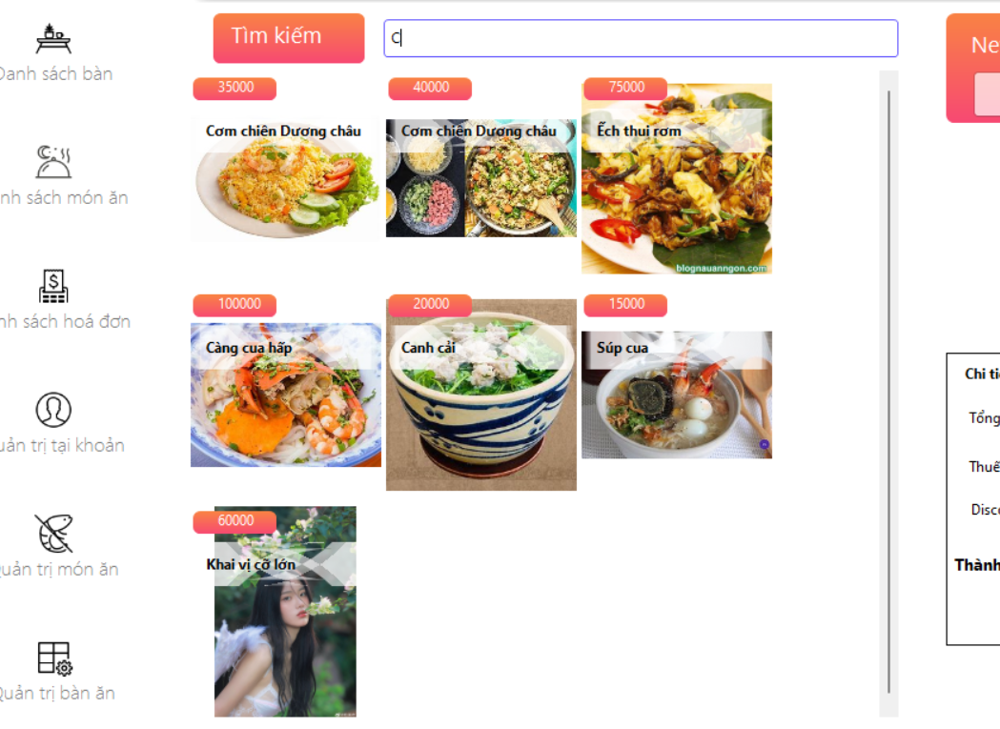 Tìm kiếm
c
Ne
Danh sách bàn
nh sách món ăn
nh sách hoá đơn
uản trị tại khoản
uản trị món ăn
Quản trị bàn ăn
35000
Cơm chiên Dương châu
40000
Cơm chiên Dương châu
75000
Ếch thui rơm
blognauanngon.com
100000
Càng cua hấp
20000
Canh cải
15000
Súp cua
60000
Khai vị cỡ lớn
Chi ti
Tổng
Thuế
Disc
Thành